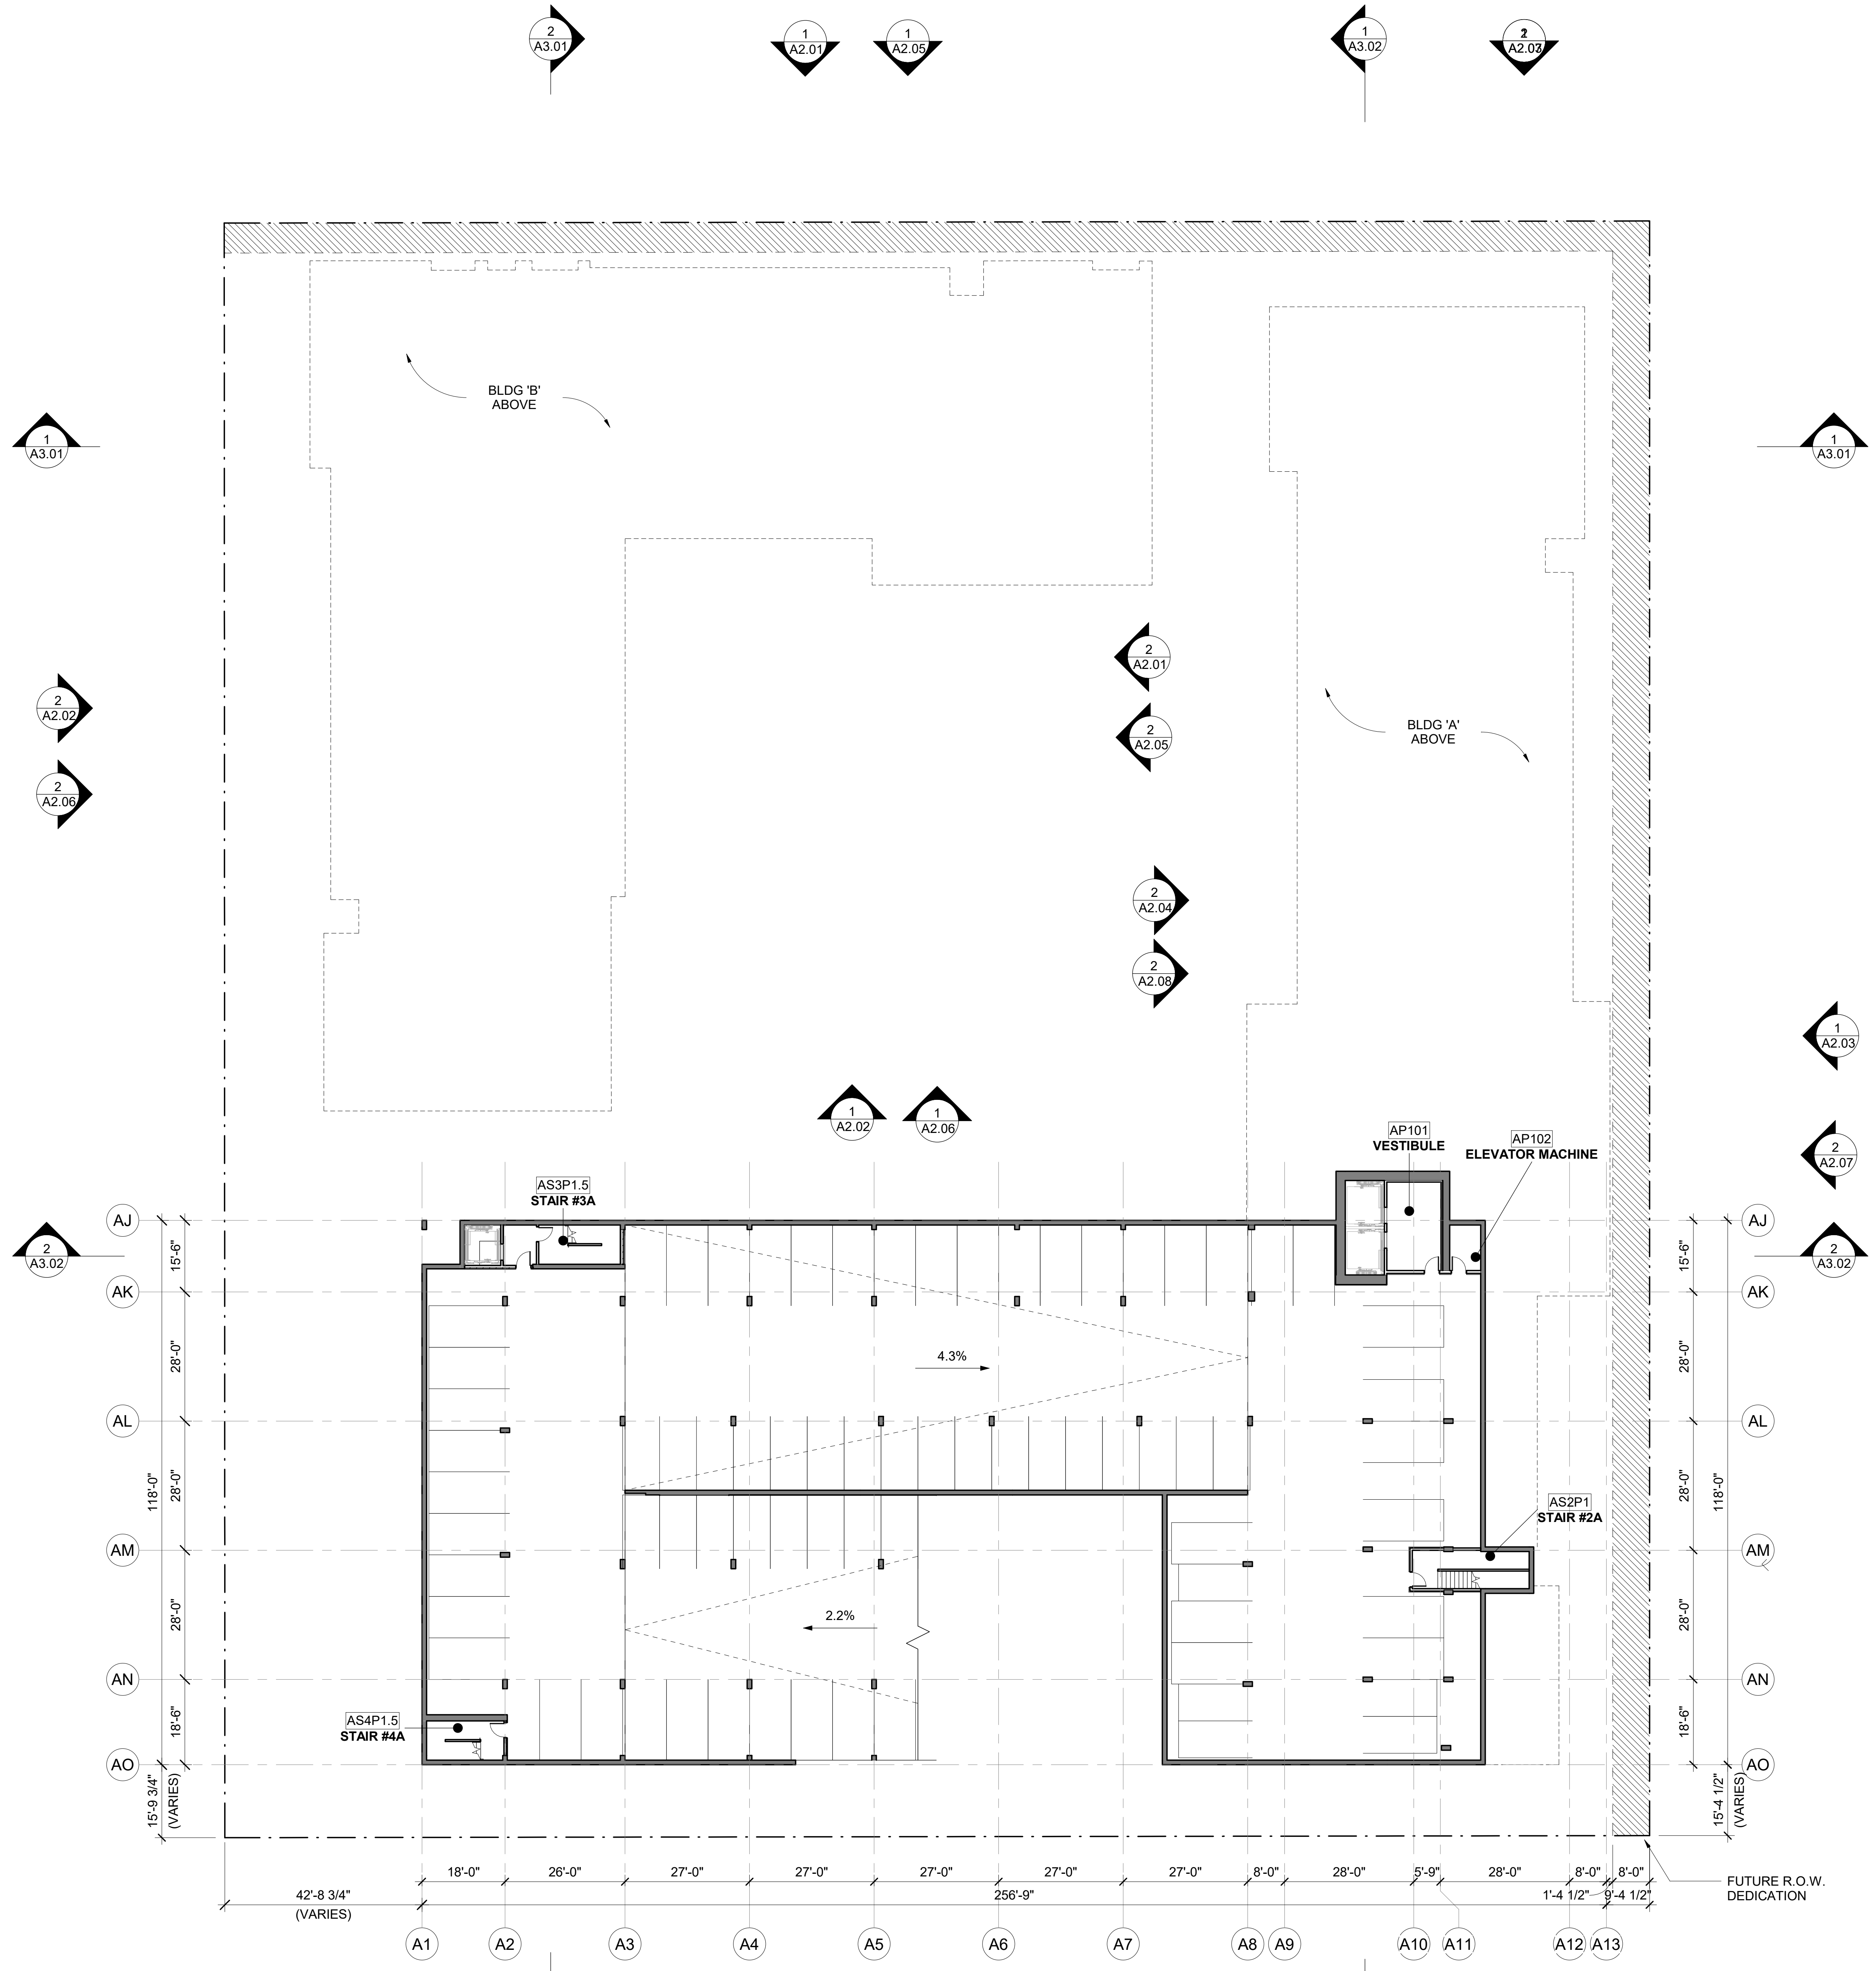 2
A3.01
1
A2.01
1
A2.05
1
A3.02
A2.0
BLDG 'B'
ABOVE
1
A3.01
1
A3.01
2
A2.01
2
A2.02
2
A2.05
BLDG 'A'
ABOVE
2
A2.06
2
A2.04
2
A2.08
1
A2.03
1
A2.02
1
A2.06
2
A2.07
AP101
VESTIBULE
AP102
ELEVATOR MACHINE
AS3P1.5
STAIR #3A
AJ
AJ
2
A3.02
2
A3.02
15'-6"
15'-6"
AK
AK
28'-0"
28'-0"
4.3%
AL
AL
118'-0"
28'-0"
28'-0"
118'-0"
AS2P1
STAIR #2A
AM
AM
28'-0"
28'-0"
2.2%
AN
AN
18'-6"
18'-6"
AS4P1.5
STAIR #4A
AO
AO
15'-9 3/4"
(VARIES)
15'-4 1/2"
(VARIES)
18'-0"
26'-0"
27'-0"
27'-0"
27'-0"
27'-0"
27'-0"
8'-0"
28'-0"
5'-9"
28'-0"
8'-0"
8'-0"
42'-8 3/4"
(VARIES)
256'-9"
1'-4 1/2"
9'-4 1/2"
FUTURE R.O.W.
DEDICATION
A1
A2
A3
A4
A5
A6
A7
A8
A9
A10
A11
A12
A13